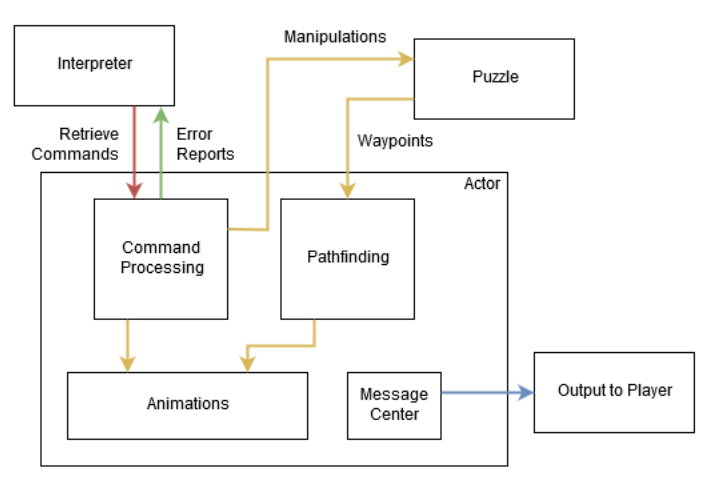 Manipulations
Interpreter
Puzzle
Retrieve
Commands
Error
Reports
Waypoints
Actor
Command
Processing
Pathfinding
Animations
Message
Center
Output to Player